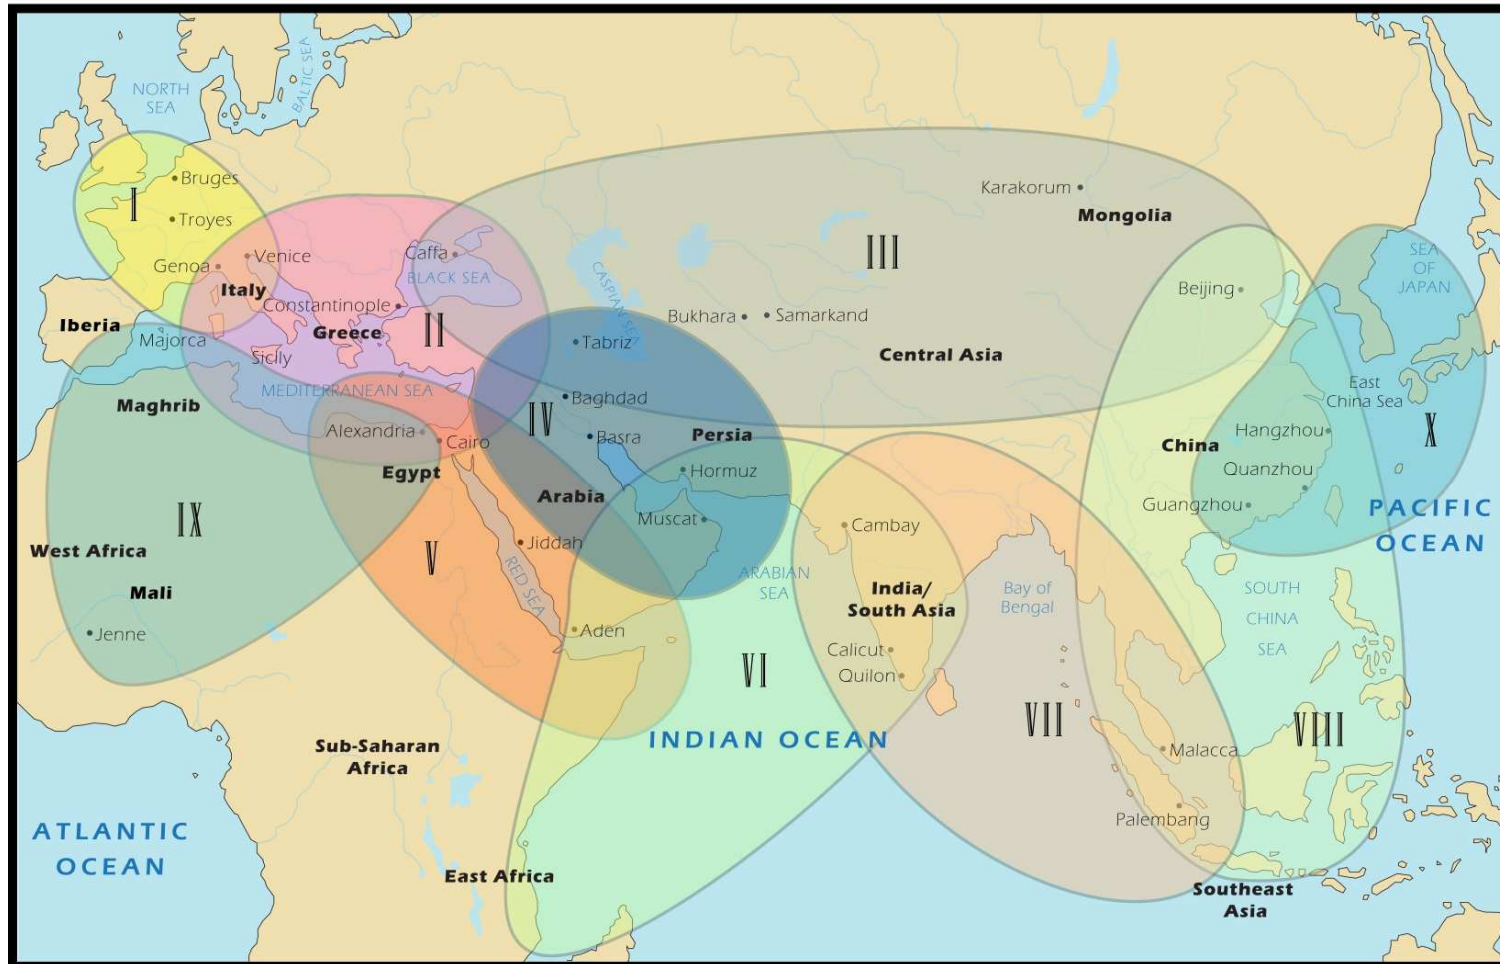 NORTH
SEA
BALTIC SEA
Bruges
I
Troyes
Karakorum
Mongolia
Venice
Genoa
Italy
Caffa
BLACK SEA
III
SEA
OF
JAPAN
CASPIAN SEA
Beijing
Constantinople
Iberia
Greece
II
Bukhara
Samarkand
Majorca
Sicily
Tabriz
Central Asia
MEDITERRANEAN SEA
East
China Sea
Maghrib
Baghdad
IV
Alexandria
Cairo
Basra
Persia
China
Hangzhou
X
Egypt
Hormuz
Quanzhou
Arabia
Guangzhou
PACIFIC
OCEAN
IX
Muscat
Cambay
West Africa
V
Jiddah
RED SEA
ARABIAN
SEA
India/
South Asia
Bay of
Bengal
SOUTH
CHINA
SEA
Mali
Jenne
Aden
Calicut
Quilon
VI
VII
VIII
INDIAN OCEAN
Sub-Saharan
Africa
Malacca
Palembang
ATLANTIC
OCEAN
East Africa
Southeast
Asia